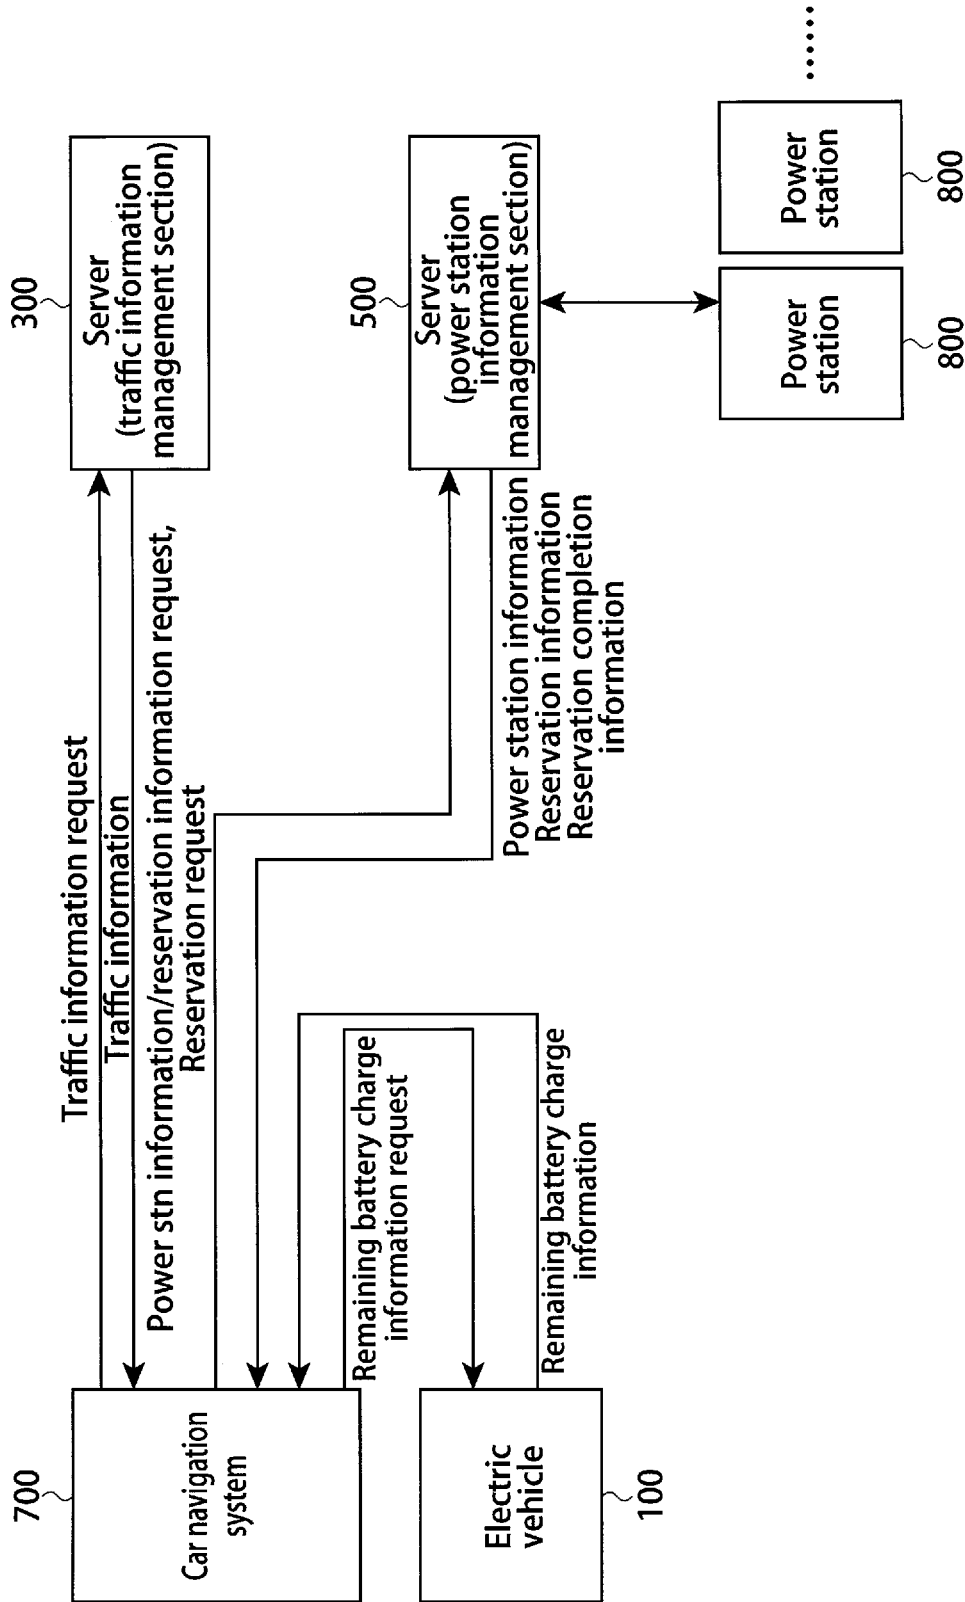 700
Car navigation
system
Traffic information request
Traffic information
Power stn information/reservation information request,
Reservation request
300
Server
(traffic information
management section)
Remaining battery charge
information request
Electric
vehicle
100
Remaining battery charge
information
500
Server
(power station
information
management section)
Power station information
Reservation information
Reservation completion
information
Power
station
800
Power
station
800
......